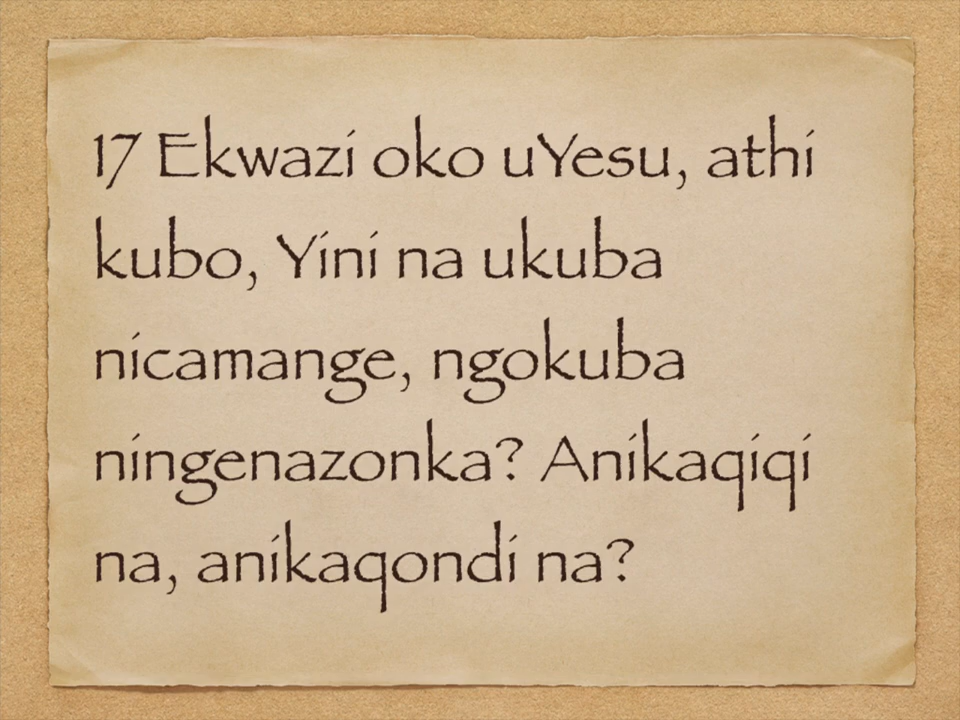 17 Ekwazi oko uYesu, athi
kubo, Yini na ukuba
nicamange, ngokuba
ningenazonka? Anikaqiqi
na, anikaqondi na?